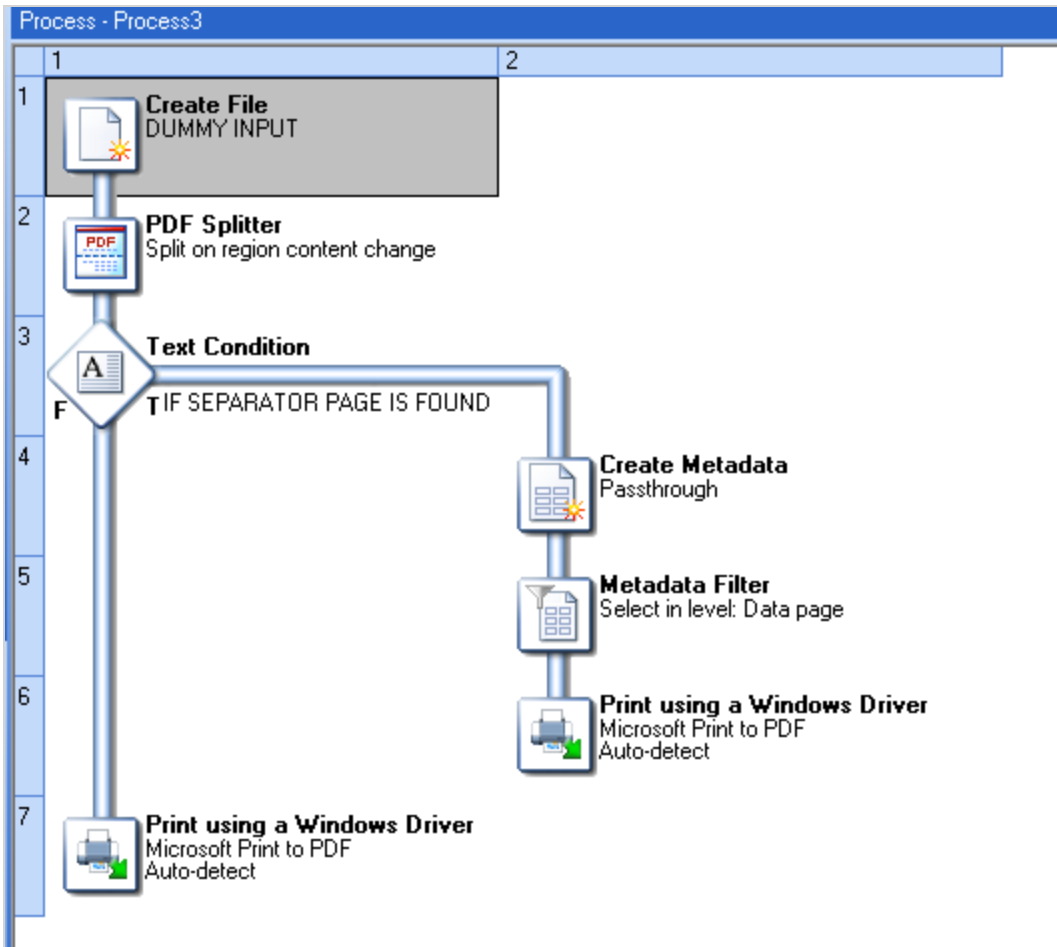 Process - Process3
1 2
1
Create File
DUMMY INPUT
2
PDF Splitter
Split on region content change
PDF
3
Text Condition
A
F T IF SEPARATOR PAGE IS FOUND
4
Create Metadata
Passthrough
5
Metadata Filter
Select in level: Data page
6
Print using a Windows Driver
Microsoft Print to PDF
Auto-detect
7
Print using a Windows Driver
Microsoft Print to PDF
Auto-detect